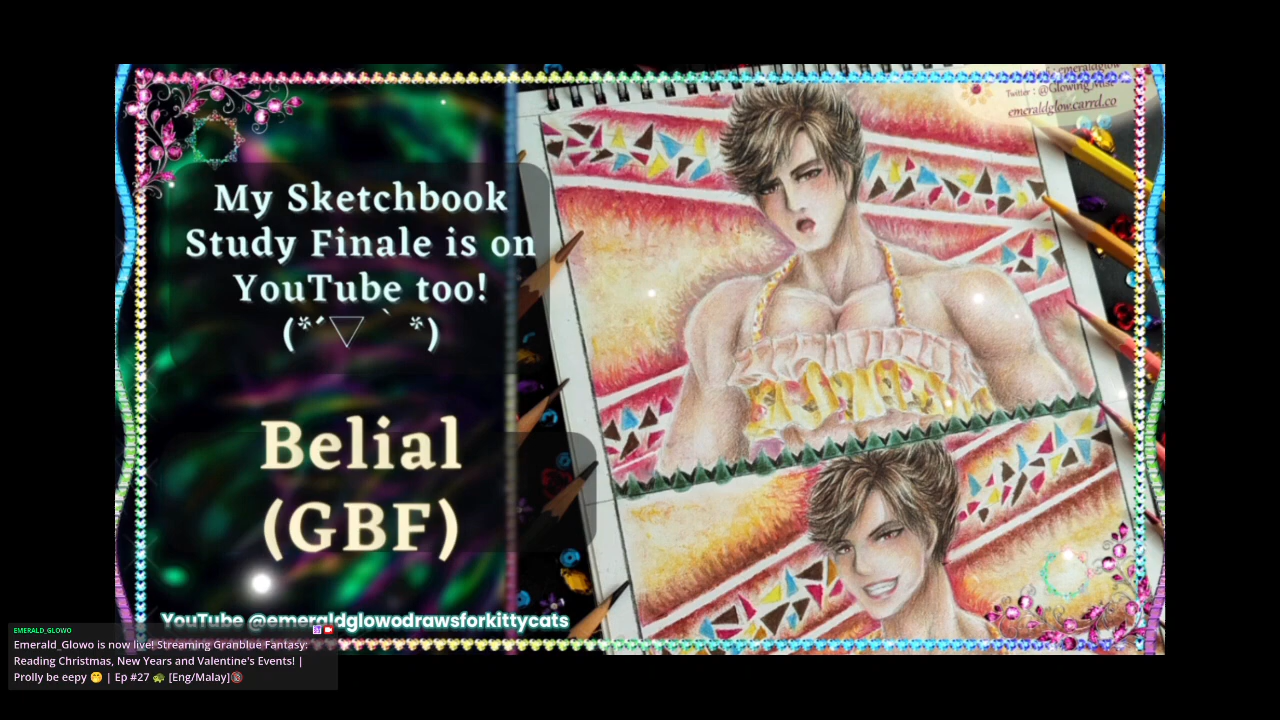 My Sketchbook
Study Finale is on
YouTube too!
(*´▽`*)
Belial
(GBF)
Twitter : @Glowing_Mist
emeraldglow.carrd.co
YouTube @emeraldglowodrawsforkittycats
EMERALD_GLOWO
Emerald_Glowo is now live! Streaming Granblue Fantasy:
Reading Christmas, New Years and Valentine's Events! |
Prolly be eepy 🤭 | Ep #27 🐢 [Eng/Malay]🔞